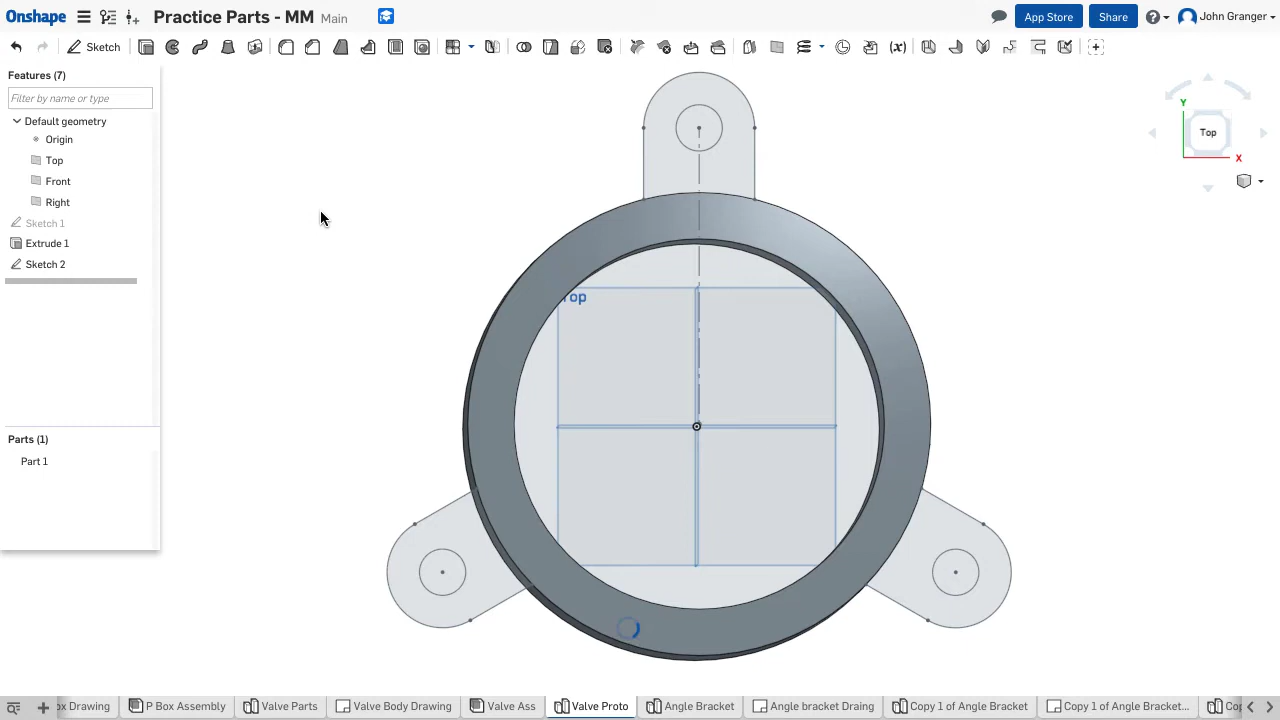 Onshape Practice Parts - MM Main App Store Share John Granger
Sketch (x)
Features (7)
Filter by name or type
Default geometry
Origin
Top
Front
Right
Sketch 1
Extrude 1
Sketch 2
Parts (1)
Part 1
Top
Y
Top
X
ox Drawing P Box Assembly Valve Parts Valve Body Drawing Valve Ass Valve Proto Angle Bracket Angle bracket Draing Copy 1 of Angle Bracket Copy 1 of Angle Bracket...